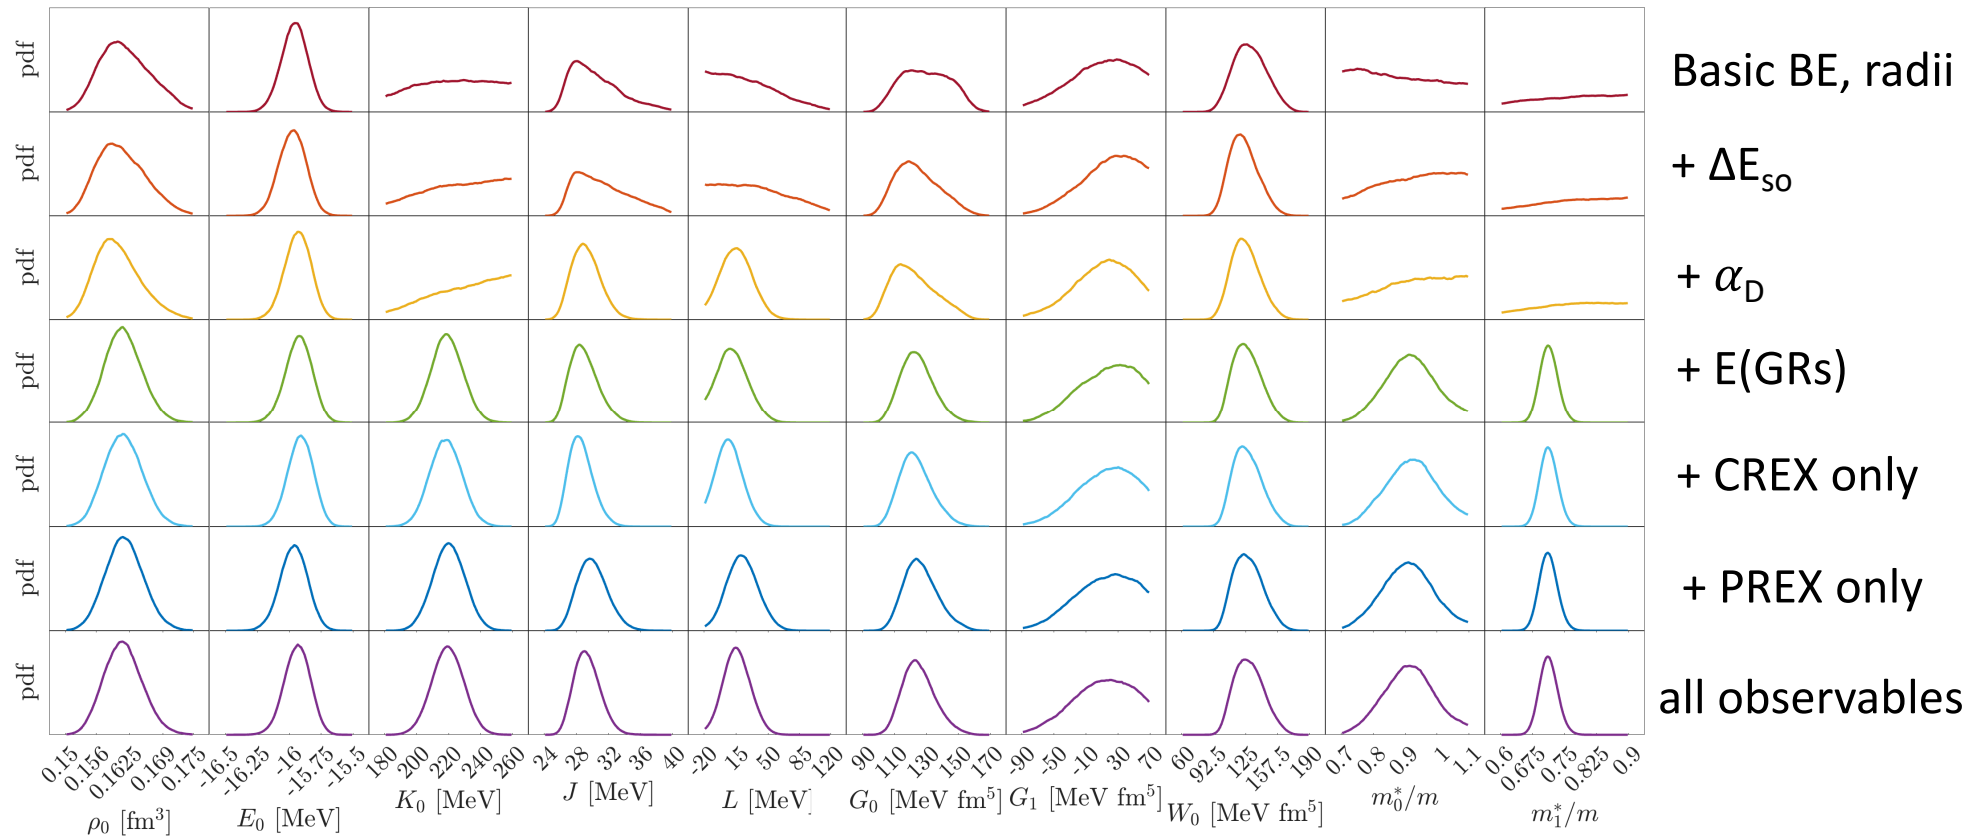 pdf
Basic BE, radii
pdf
+ ΔE_so
pdf
+ α_D
pdf
+ E(GRs)
pdf
+ CREX only
pdf
+ PREX only
pdf
all observables
0.15 0.156 0.1625 0.169 0.175
-16.5 -16.25 -16 -15.75 -15.5
180 200 220 240 260
24 28 32 36 40
-20 15 50 85 120
90 110 130 150 170
-90 -50 -10 30 70
60 92.5 125 157.5 190
0.7 0.8 0.9 1 1.1
0.6 0.675 0.75 0.825 0.9
ρ₀ [fm³]
E₀ [MeV]
K₀ [MeV]
J [MeV]
L [MeV]
G₀ [MeV fm⁵]
G₁ [MeV fm⁵]
W₀ [MeV fm⁵]
m₀*/m
m₁*/m